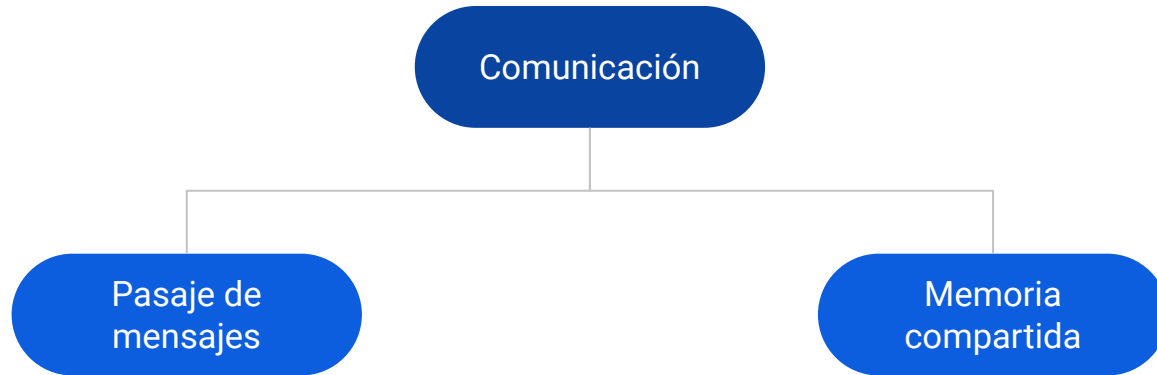 Comunicación
Pasaje de
mensajes
Memoria
compartida